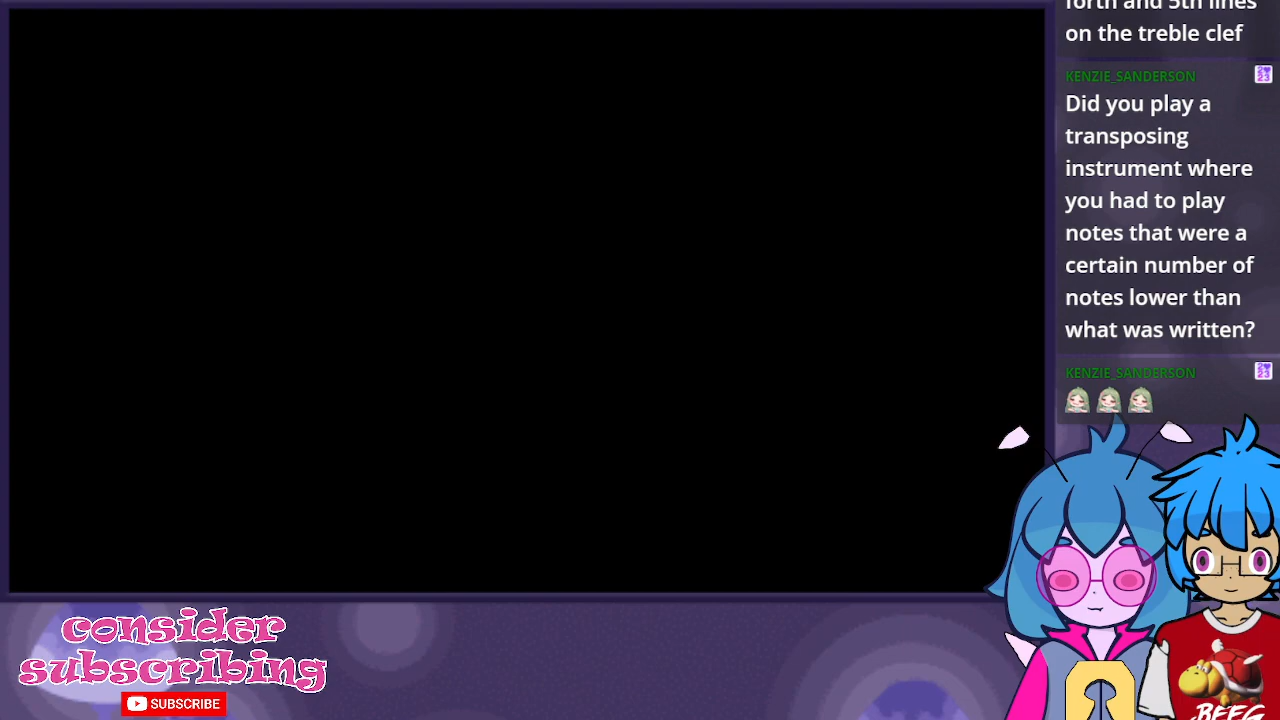 forth and 5th lines
on the treble clef
KENZIE_SANDERSON
Did you play a
transposing
instrument where
you had to play
notes that were a
certain number of
notes lower than
what was written?
KENZIE_SANDERSON
consider
subscribing
SUBSCRIBE
BEEG